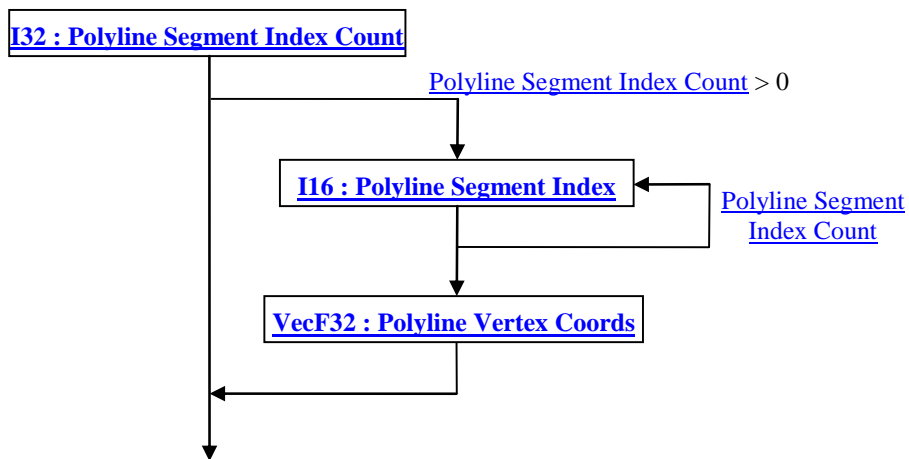 I32 : Polyline Segment Index Count
Polyline Segment Index Count > 0
I16 : Polyline Segment Index
Polyline Segment
Index Count
VecF32 : Polyline Vertex Coords